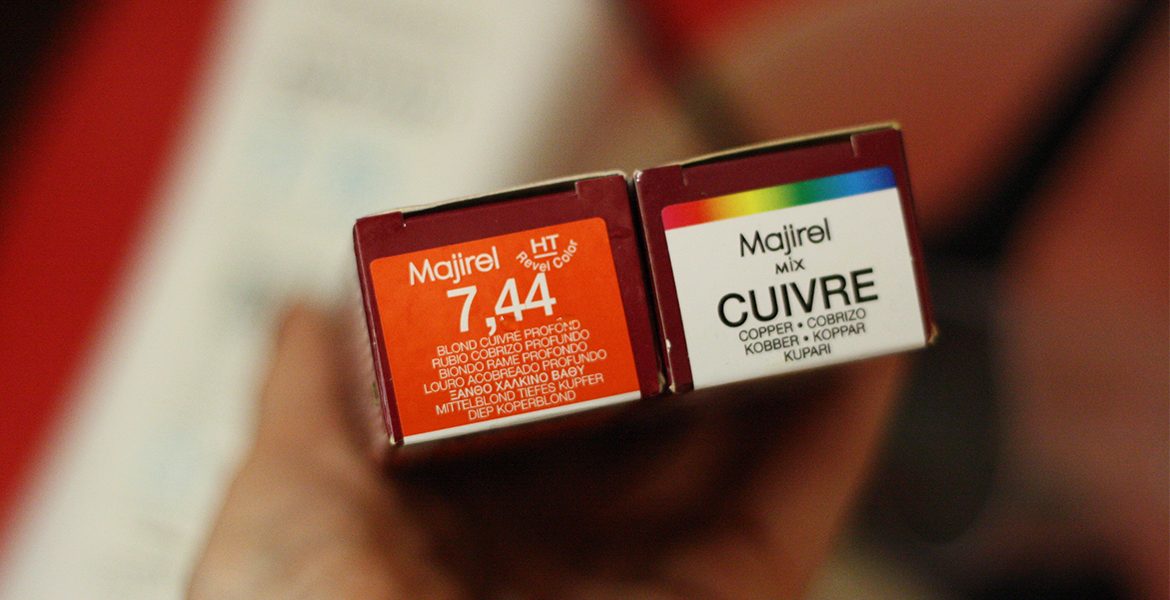 Majirel
HT
Revel Color
7,44
BLOND CUIVRE PROFOND
RUBIO COBRIZO PROFUNDO
BIONDO RAME PROFONDO
LOURO ACOBREADO PROFUNDO
ΞΑΝΘΟ ΧΑΛΚΙΝΟ ΒΑΘΥ
MITTELBLOND TIEFES KUPFER
DIEP KOPERBLOND
Majirel
MIX
CUIVRE
COPPER • COBRIZO
KOBBER • KOPPAR
KUPARI